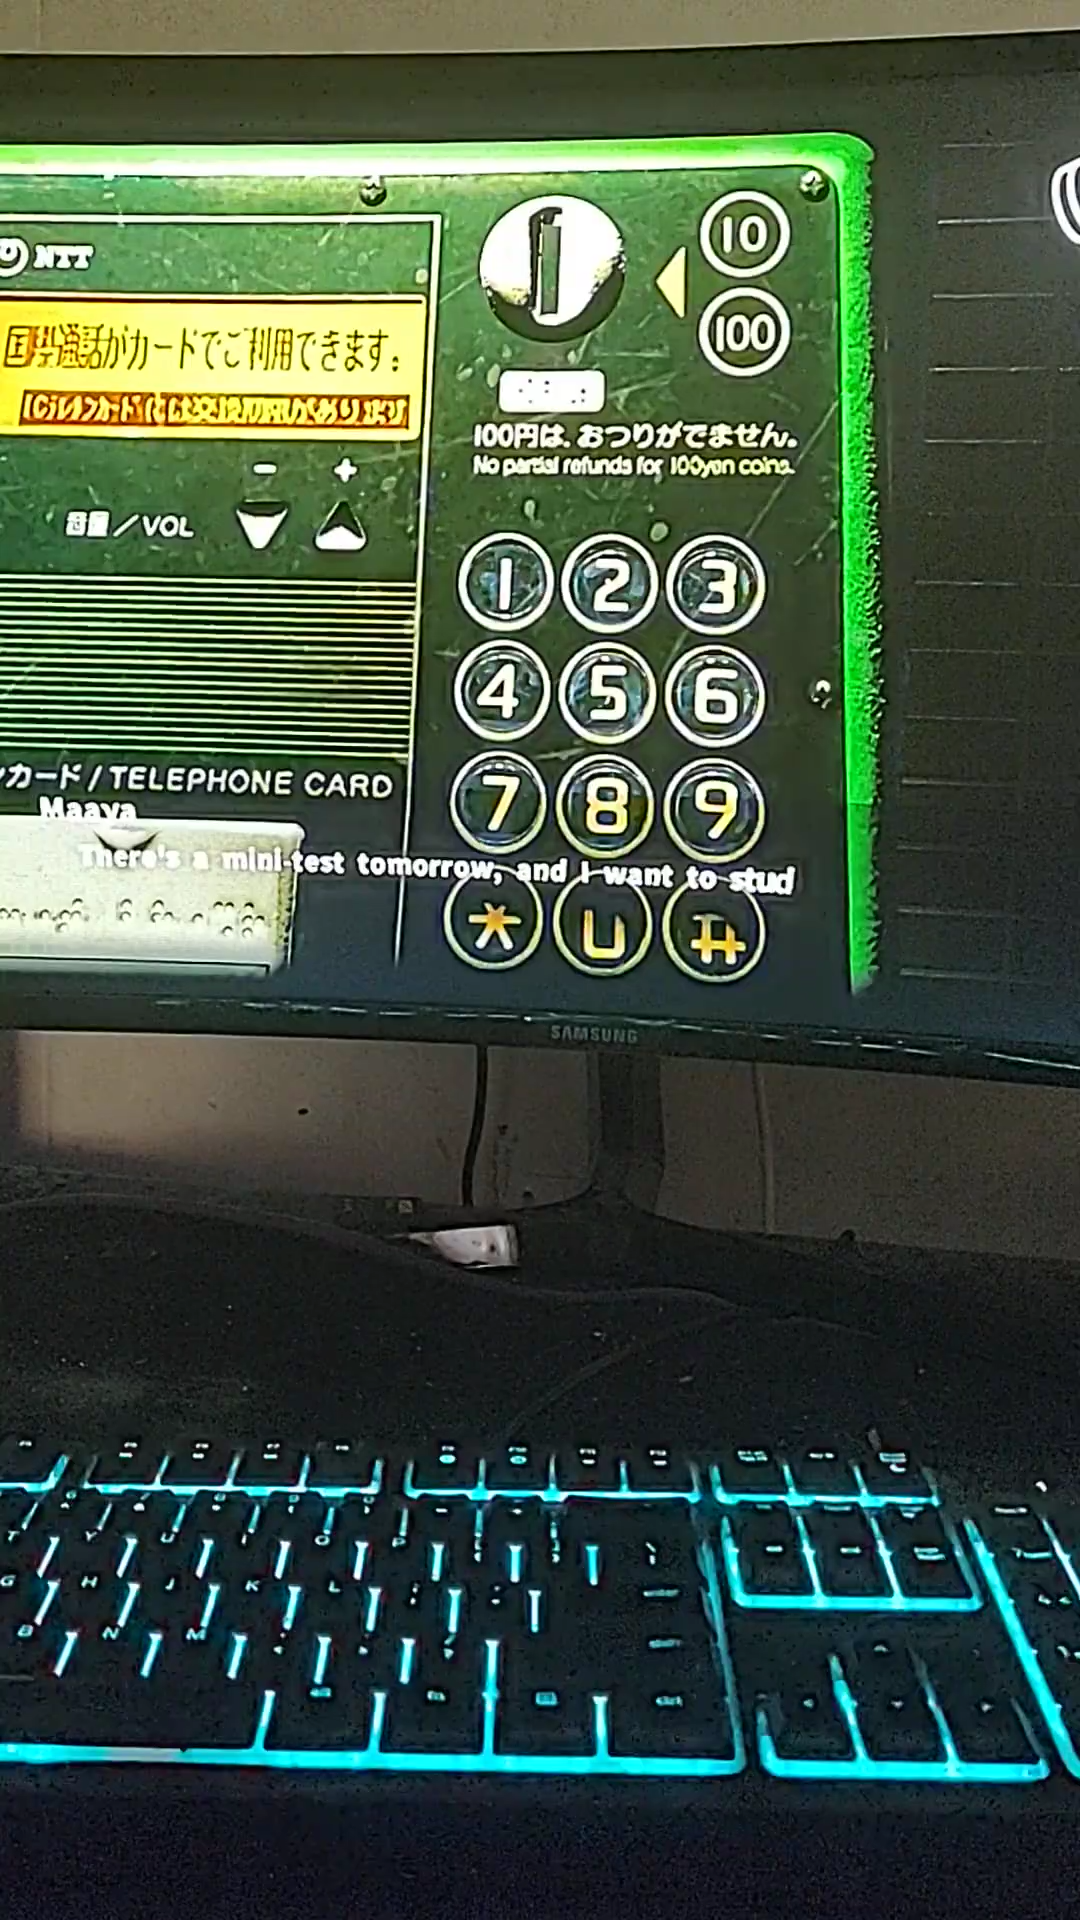 NTT
国際通話がカードでご利用できます。
10
100
100円は、おつりがでません。
No partial refunds for 100yen coins.
- +
音量／VOL
1 2 3
4 5 6
7 8 9
* #
カード / TELEPHONE CARD
Maaya
There's a mini-test tomorrow, and I want to stud
SAMSUNG
T Y U I O P
G H J K L
B N M